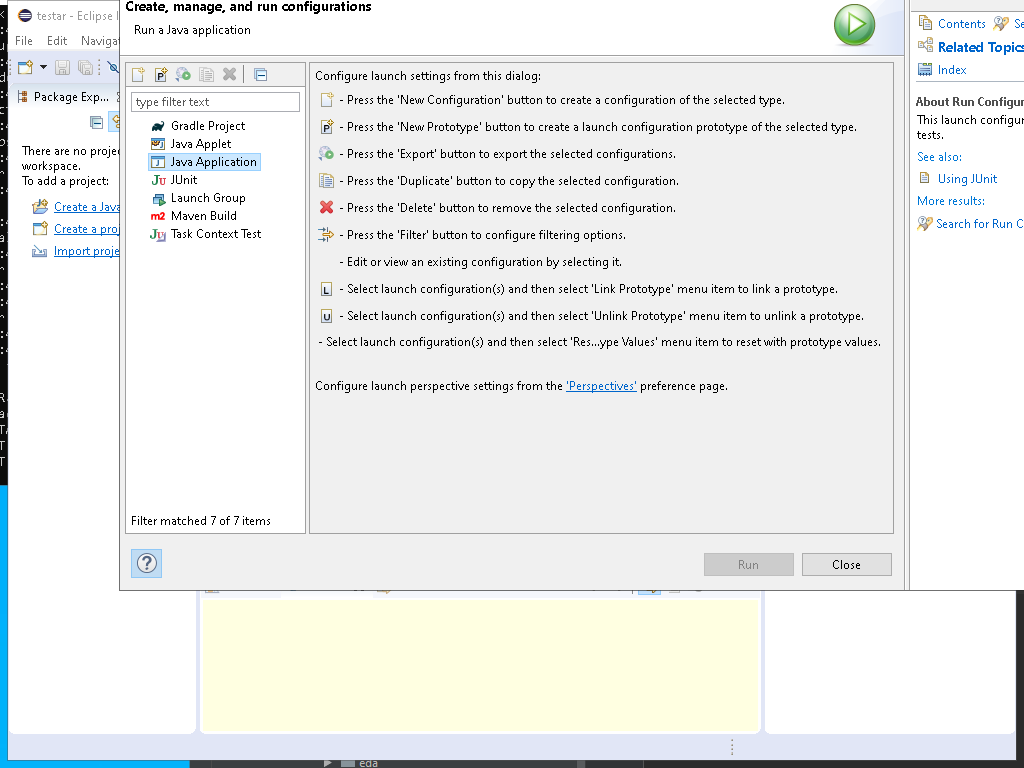 Create, manage, and run configurations
Run a Java application
testar - Eclipse I
File Edit Navigat
Package Exp...
There are no proje
workspace.
To add a project:
Create a Java
Create a proj
Import proje
type filter text
Gradle Project
Java Applet
Java Application
JUnit
Launch Group
Maven Build
Task Context Test
Filter matched 7 of 7 items
Configure launch settings from this dialog:
- Press the 'New Configuration' button to create a configuration of the selected type.
- Press the 'New Prototype' button to create a launch configuration prototype of the selected type.
- Press the 'Export' button to export the selected configurations.
- Press the 'Duplicate' button to copy the selected configuration.
- Press the 'Delete' button to remove the selected configuration.
- Press the 'Filter' button to configure filtering options.
- Edit or view an existing configuration by selecting it.
- Select launch configuration(s) and then select 'Link Prototype' menu item to link a prototype.
- Select launch configuration(s) and then select 'Unlink Prototype' menu item to unlink a prototype.
- Select launch configuration(s) and then select 'Res...ype Values' menu item to reset with prototype values.
Configure launch perspective settings from the 'Perspectives' preference page.
Run
Close
Contents Se
Related Topics
Index
About Run Configur
This launch configur
tests.
See also:
Using JUnit
More results:
Search for Run C
eda